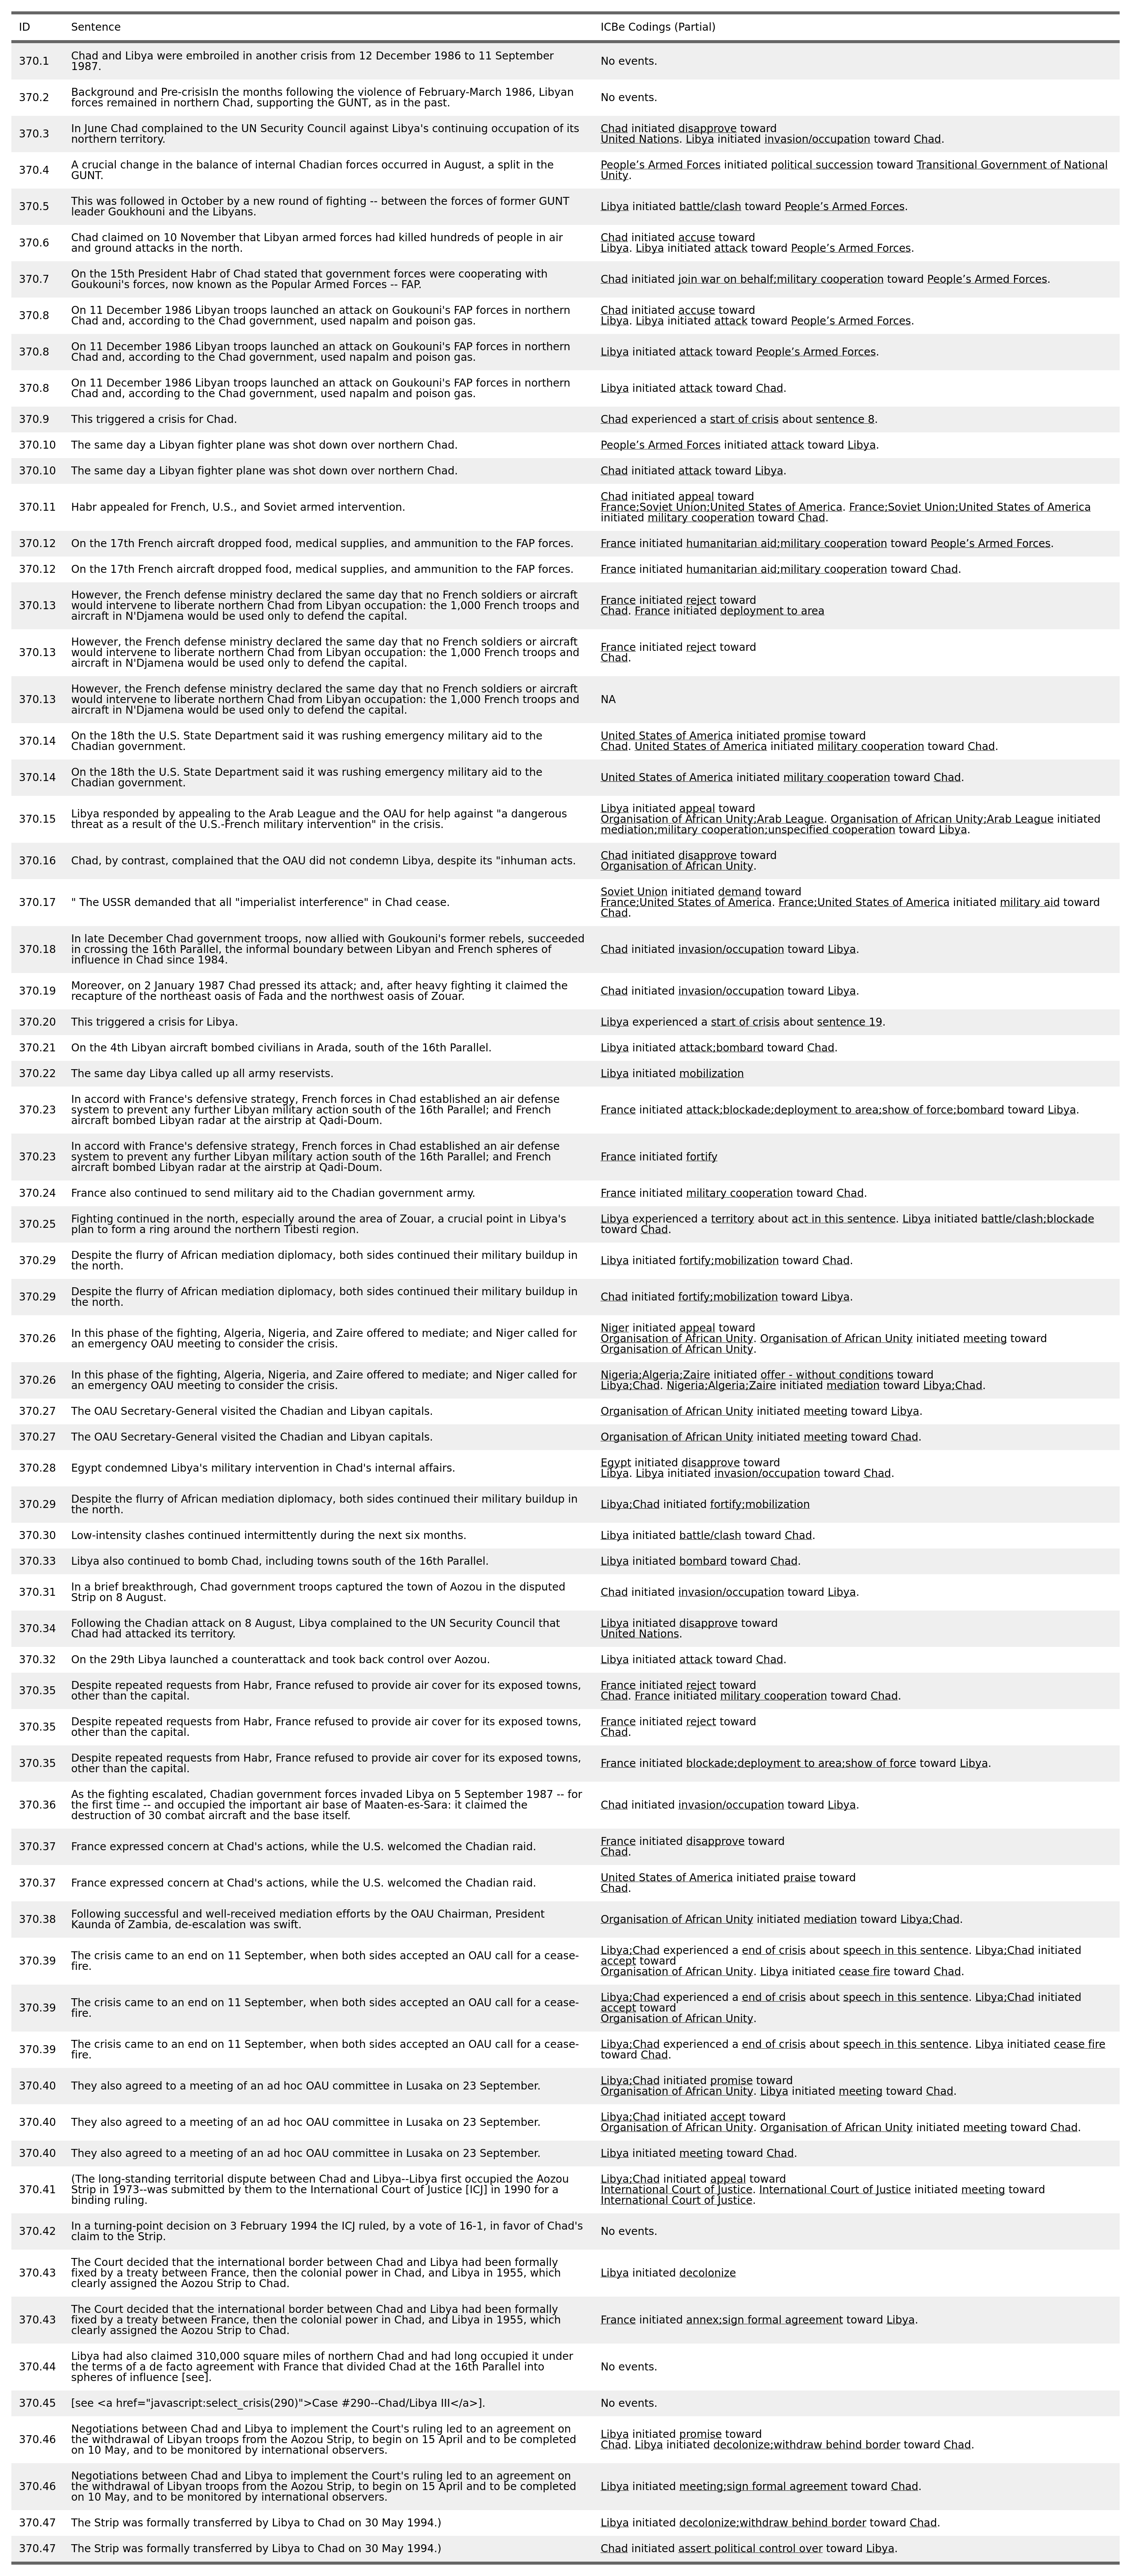 ID Sentence ICBe Codings (Partial)
370.1 Chad and Libya were embroiled in another crisis from 12 December 1986 to 11 September
1987.
No events.
370.2 Background and Pre-crisisIn the months following the violence of February-March 1986, Libyan
forces remained in northern Chad, supporting the GUNT, as in the past.
No events.
370.3 In June Chad complained to the UN Security Council against Libya's continuing occupation of its
northern territory.
Chad initiated disapprove toward
United Nations. Libya initiated invasion/occupation toward Chad.
370.4 A crucial change in the balance of internal Chadian forces occurred in August, a split in the
GUNT.
People’s Armed Forces initiated political succession toward Transitional Government of National
Unity.
370.5 This was followed in October by a new round of fighting -- between the forces of former GUNT
leader Goukhouni and the Libyans.
Libya initiated battle/clash toward People’s Armed Forces.
370.6 Chad claimed on 10 November that Libyan armed forces had killed hundreds of people in air
and ground attacks in the north.
Chad initiated accuse toward
Libya. Libya initiated attack toward People’s Armed Forces.
370.7 On the 15th President Habr of Chad stated that government forces were cooperating with
Goukouni's forces, now known as the Popular Armed Forces -- FAP.
Chad initiated join war on behalf;military cooperation toward People’s Armed Forces.
370.8 On 11 December 1986 Libyan troops launched an attack on Goukouni's FAP forces in northern
Chad and, according to the Chad government, used napalm and poison gas.
Chad initiated accuse toward
Libya. Libya initiated attack toward People’s Armed Forces.
370.8 On 11 December 1986 Libyan troops launched an attack on Goukouni's FAP forces in northern
Chad and, according to the Chad government, used napalm and poison gas.
Libya initiated attack toward People’s Armed Forces.
370.8 On 11 December 1986 Libyan troops launched an attack on Goukouni's FAP forces in northern
Chad and, according to the Chad government, used napalm and poison gas.
Libya initiated attack toward Chad.
370.9 This triggered a crisis for Chad. Chad experienced a start of crisis about sentence 8.
370.10 The same day a Libyan fighter plane was shot down over northern Chad. People’s Armed Forces initiated attack toward Libya.
370.10 The same day a Libyan fighter plane was shot down over northern Chad. Chad initiated attack toward Libya.
370.11 Habr appealed for French, U.S., and Soviet armed intervention.
Chad initiated appeal toward
France;Soviet Union;United States of America. France;Soviet Union;United States of America
initiated military cooperation toward Chad.
370.12 On the 17th French aircraft dropped food, medical supplies, and ammunition to the FAP forces. France initiated humanitarian aid;military cooperation toward People’s Armed Forces.
370.12 On the 17th French aircraft dropped food, medical supplies, and ammunition to the FAP forces. France initiated humanitarian aid;military cooperation toward Chad.
370.13 However, the French defense ministry declared the same day that no French soldiers or aircraft
would intervene to liberate northern Chad from Libyan occupation: the 1,000 French troops and
aircraft in N'Djamena would be used only to defend the capital.
France initiated reject toward
Chad. France initiated deployment to area
370.13 However, the French defense ministry declared the same day that no French soldiers or aircraft
would intervene to liberate northern Chad from Libyan occupation: the 1,000 French troops and
aircraft in N'Djamena would be used only to defend the capital.
France initiated reject toward
Chad.
370.13 However, the French defense ministry declared the same day that no French soldiers or aircraft
would intervene to liberate northern Chad from Libyan occupation: the 1,000 French troops and
aircraft in N'Djamena would be used only to defend the capital.
NA
370.14 On the 18th the U.S. State Department said it was rushing emergency military aid to the
Chadian government.
United States of America initiated promise toward
Chad. United States of America initiated military cooperation toward Chad.
370.14 On the 18th the U.S. State Department said it was rushing emergency military aid to the
Chadian government.
United States of America initiated military cooperation toward Chad.
370.15 Libya responded by appealing to the Arab League and the OAU for help against "a dangerous
threat as a result of the U.S.-French military intervention" in the crisis.
Libya initiated appeal toward
Organisation of African Unity;Arab League. Organisation of African Unity;Arab League initiated
mediation;military cooperation;unspecified cooperation toward Libya.
370.16 Chad, by contrast, complained that the OAU did not condemn Libya, despite its "inhuman acts.
Chad initiated disapprove toward
Organisation of African Unity.
370.17 " The USSR demanded that all "imperialist interference" in Chad cease.
Soviet Union initiated demand toward
France;United States of America. France;United States of America initiated military aid toward
Chad.
370.18 In late December Chad government troops, now allied with Goukouni's former rebels, succeeded
in crossing the 16th Parallel, the informal boundary between Libyan and French spheres of
influence in Chad since 1984.
Chad initiated invasion/occupation toward Libya.
370.19 Moreover, on 2 January 1987 Chad pressed its attack; and, after heavy fighting it claimed the
recapture of the northeast oasis of Fada and the northwest oasis of Zouar.
Chad initiated invasion/occupation toward Libya.
370.20 This triggered a crisis for Libya. Libya experienced a start of crisis about sentence 19.
370.21 On the 4th Libyan aircraft bombed civilians in Arada, south of the 16th Parallel. Libya initiated attack;bombard toward Chad.
370.22 The same day Libya called up all army reservists. Libya initiated mobilization
370.23 In accord with France's defensive strategy, French forces in Chad established an air defense
system to prevent any further Libyan military action south of the 16th Parallel; and French
aircraft bombed Libyan radar at the airstrip at Qadi-Doum.
France initiated attack;blockade;deployment to area;show of force;bombard toward Libya.
370.23 In accord with France's defensive strategy, French forces in Chad established an air defense
system to prevent any further Libyan military action south of the 16th Parallel; and French
aircraft bombed Libyan radar at the airstrip at Qadi-Doum.
France initiated fortify
370.24 France also continued to send military aid to the Chadian government army. France initiated military cooperation toward Chad.
370.25 Fighting continued in the north, especially around the area of Zouar, a crucial point in Libya's
plan to form a ring around the northern Tibesti region.
Libya experienced a territory about act in this sentence. Libya initiated battle/clash;blockade
toward Chad.
370.29 Despite the flurry of African mediation diplomacy, both sides continued their military buildup in
the north.
Libya initiated fortify;mobilization toward Chad.
370.29 Despite the flurry of African mediation diplomacy, both sides continued their military buildup in
the north.
Chad initiated fortify;mobilization toward Libya.
370.26 In this phase of the fighting, Algeria, Nigeria, and Zaire offered to mediate; and Niger called for
an emergency OAU meeting to consider the crisis.
Niger initiated appeal toward
Organisation of African Unity. Organisation of African Unity initiated meeting toward
Organisation of African Unity.
370.26 In this phase of the fighting, Algeria, Nigeria, and Zaire offered to mediate; and Niger called for
an emergency OAU meeting to consider the crisis.
Nigeria;Algeria;Zaire initiated offer - without conditions toward
Libya;Chad. Nigeria;Algeria;Zaire initiated mediation toward Libya;Chad.
370.27 The OAU Secretary-General visited the Chadian and Libyan capitals. Organisation of African Unity initiated meeting toward Libya.
370.27 The OAU Secretary-General visited the Chadian and Libyan capitals. Organisation of African Unity initiated meeting toward Chad.
370.28 Egypt condemned Libya's military intervention in Chad's internal affairs.
Egypt initiated disapprove toward
Libya. Libya initiated invasion/occupation toward Chad.
370.29 Despite the flurry of African mediation diplomacy, both sides continued their military buildup in
the north.
Libya;Chad initiated fortify;mobilization
370.30 Low-intensity clashes continued intermittently during the next six months. Libya initiated battle/clash toward Chad.
370.33 Libya also continued to bomb Chad, including towns south of the 16th Parallel. Libya initiated bombard toward Chad.
370.31 In a brief breakthrough, Chad government troops captured the town of Aozou in the disputed
Strip on 8 August.
Chad initiated invasion/occupation toward Libya.
370.34 Following the Chadian attack on 8 August, Libya complained to the UN Security Council that
Chad had attacked its territory.
Libya initiated disapprove toward
United Nations.
370.32 On the 29th Libya launched a counterattack and took back control over Aozou. Libya initiated attack toward Chad.
370.35 Despite repeated requests from Habr, France refused to provide air cover for its exposed towns,
other than the capital.
France initiated reject toward
Chad. France initiated military cooperation toward Chad.
370.35 Despite repeated requests from Habr, France refused to provide air cover for its exposed towns,
other than the capital.
France initiated reject toward
Chad.
370.35 Despite repeated requests from Habr, France refused to provide air cover for its exposed towns,
other than the capital.
France initiated blockade;deployment to area;show of force toward Libya.
370.36 As the fighting escalated, Chadian government forces invaded Libya on 5 September 1987 -- for
the first time -- and occupied the important air base of Maaten-es-Sara: it claimed the
destruction of 30 combat aircraft and the base itself.
Chad initiated invasion/occupation toward Libya.
370.37 France expressed concern at Chad's actions, while the U.S. welcomed the Chadian raid.
France initiated disapprove toward
Chad.
370.37 France expressed concern at Chad's actions, while the U.S. welcomed the Chadian raid.
United States of America initiated praise toward
Chad.
370.38 Following successful and well-received mediation efforts by the OAU Chairman, President
Kaunda of Zambia, de-escalation was swift.
Organisation of African Unity initiated mediation toward Libya;Chad.
370.39 The crisis came to an end on 11 September, when both sides accepted an OAU call for a cease-
fire.
Libya;Chad experienced a end of crisis about speech in this sentence. Libya;Chad initiated
accept toward
Organisation of African Unity. Libya initiated cease fire toward Chad.
370.39 The crisis came to an end on 11 September, when both sides accepted an OAU call for a cease-
fire.
Libya;Chad experienced a end of crisis about speech in this sentence. Libya;Chad initiated
accept toward
Organisation of African Unity.
370.39 The crisis came to an end on 11 September, when both sides accepted an OAU call for a cease-
fire.
Libya;Chad experienced a end of crisis about speech in this sentence. Libya initiated cease fire
toward Chad.
370.40 They also agreed to a meeting of an ad hoc OAU committee in Lusaka on 23 September.
Libya;Chad initiated promise toward
Organisation of African Unity. Libya initiated meeting toward Chad.
370.40 They also agreed to a meeting of an ad hoc OAU committee in Lusaka on 23 September.
Libya;Chad initiated accept toward
Organisation of African Unity. Organisation of African Unity initiated meeting toward Chad.
370.40 They also agreed to a meeting of an ad hoc OAU committee in Lusaka on 23 September. Libya initiated meeting toward Chad.
370.41 (The long-standing territorial dispute between Chad and Libya--Libya first occupied the Aozou
Strip in 1973--was submitted by them to the International Court of Justice [ICJ] in 1990 for a
binding ruling.
Libya;Chad initiated appeal toward
International Court of Justice. International Court of Justice initiated meeting toward
International Court of Justice.
370.42 In a turning-point decision on 3 February 1994 the ICJ ruled, by a vote of 16-1, in favor of Chad's
claim to the Strip.
No events.
370.43 The Court decided that the international border between Chad and Libya had been formally
fixed by a treaty between France, then the colonial power in Chad, and Libya in 1955, which
clearly assigned the Aozou Strip to Chad.
Libya initiated decolonize
370.43 The Court decided that the international border between Chad and Libya had been formally
fixed by a treaty between France, then the colonial power in Chad, and Libya in 1955, which
clearly assigned the Aozou Strip to Chad.
France initiated annex;sign formal agreement toward Libya.
370.44 Libya had also claimed 310,000 square miles of northern Chad and had long occupied it under
the terms of a de facto agreement with France that divided Chad at the 16th Parallel into
spheres of influence [see].
No events.
370.45 [see <a href="javascript:select_crisis(290)">Case #290--Chad/Libya III</a>]. No events.
370.46 Negotiations between Chad and Libya to implement the Court's ruling led to an agreement on
the withdrawal of Libyan troops from the Aozou Strip, to begin on 15 April and to be completed
on 10 May, and to be monitored by international observers.
Libya initiated promise toward
Chad. Libya initiated decolonize;withdraw behind border toward Chad.
370.46 Negotiations between Chad and Libya to implement the Court's ruling led to an agreement on
the withdrawal of Libyan troops from the Aozou Strip, to begin on 15 April and to be completed
on 10 May, and to be monitored by international observers.
Libya initiated meeting;sign formal agreement toward Chad.
370.47 The Strip was formally transferred by Libya to Chad on 30 May 1994.) Libya initiated decolonize;withdraw behind border toward Chad.
370.47 The Strip was formally transferred by Libya to Chad on 30 May 1994.) Chad initiated assert political control over toward Libya.